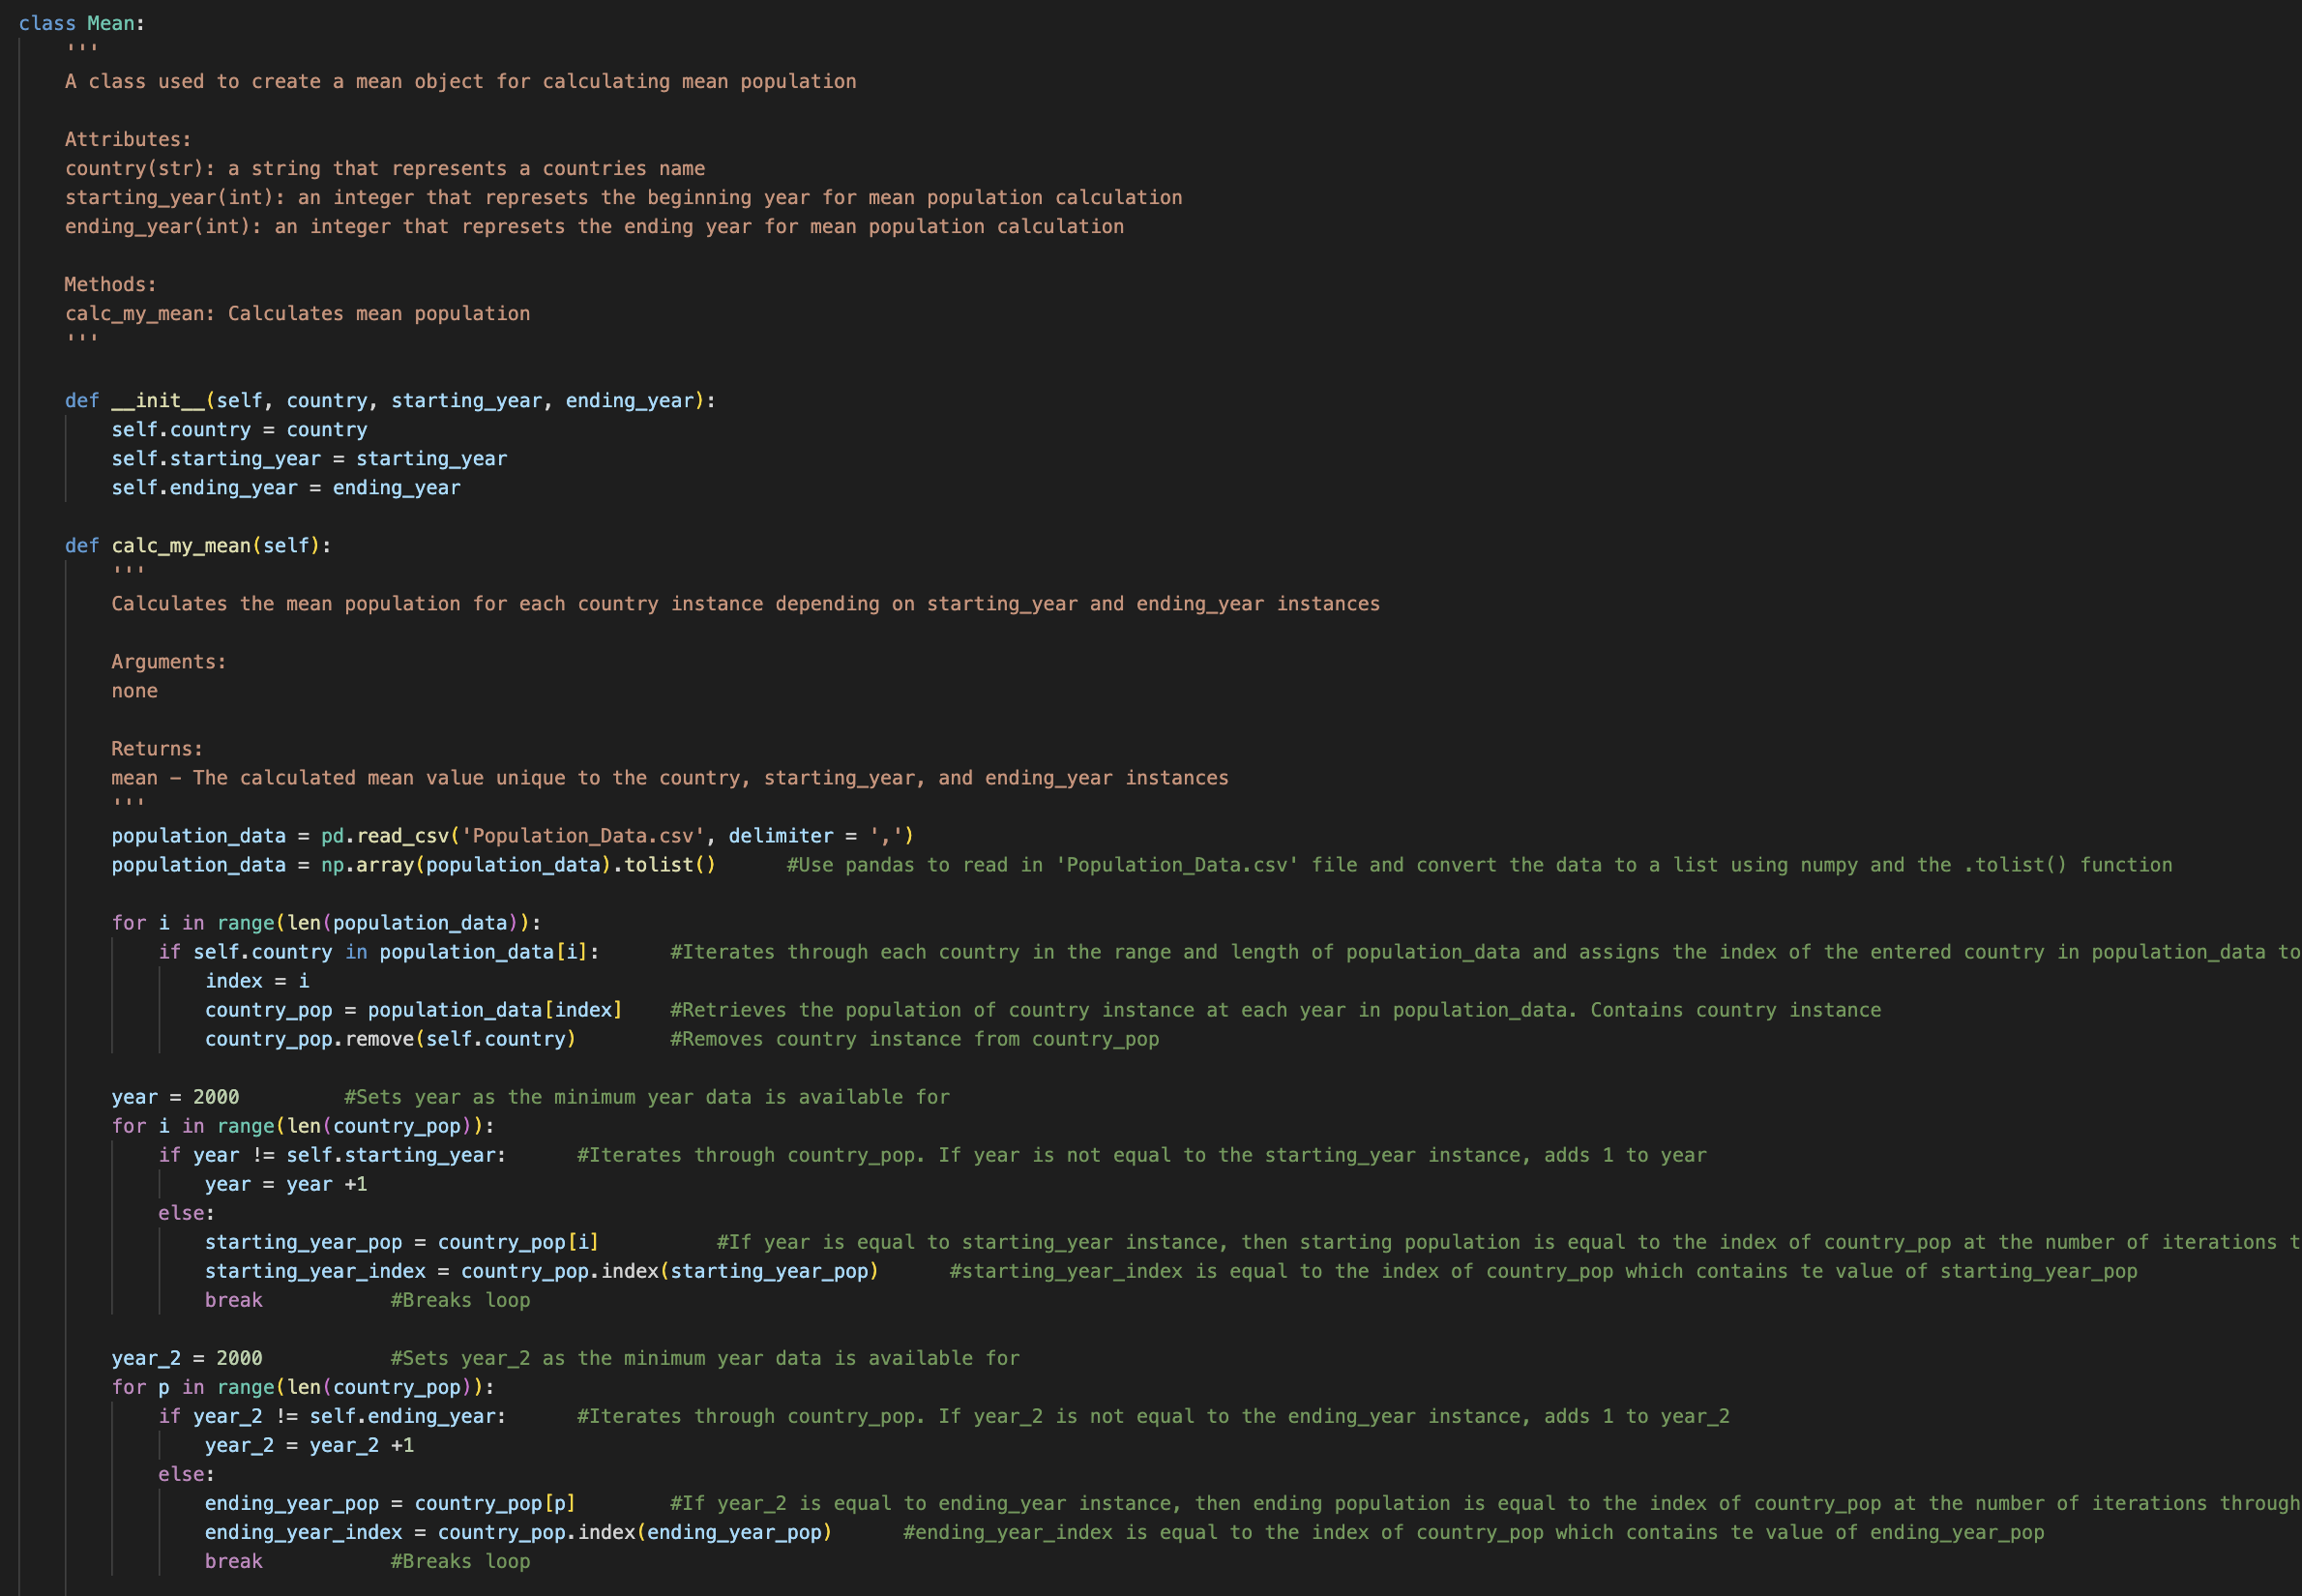 class Mean:
    '''
    A class used to create a mean object for calculating mean population

    Attributes:
    country(str): a string that represents a countries name
    starting_year(int): an integer that represets the beginning year for mean population calculation
    ending_year(int): an integer that represets the ending year for mean population calculation

    Methods:
    calc_my_mean: Calculates mean population
    '''

    def __init__(self, country, starting_year, ending_year):
        self.country = country
        self.starting_year = starting_year
        self.ending_year = ending_year

    def calc_my_mean(self):
        '''
        Calculates the mean population for each country instance depending on starting_year and ending_year instances

        Arguments:
        none

        Returns:
        mean – The calculated mean value unique to the country, starting_year, and ending_year instances
        '''
        population_data = pd.read_csv('Population_Data.csv', delimiter = ',')
        population_data = np.array(population_data).tolist()      #Use pandas to read in 'Population_Data.csv' file and convert the data to a list using numpy and the .tolist() function

        for i in range(len(population_data)):
            if self.country in population_data[i]:      #Iterates through each country in the range and length of population_data and assigns the index of the entered country in population_data to
                index = i
                country_pop = population_data[index]    #Retrieves the population of country instance at each year in population_data. Contains country instance
                country_pop.remove(self.country)        #Removes country instance from country_pop

        year = 2000         #Sets year as the minimum year data is available for
        for i in range(len(country_pop)):
            if year != self.starting_year:      #Iterates through country_pop. If year is not equal to the starting_year instance, adds 1 to year
                year = year +1
            else:
                starting_year_pop = country_pop[i]          #If year is equal to starting_year instance, then starting population is equal to the index of country_pop at the number of iterations t
                starting_year_index = country_pop.index(starting_year_pop)      #starting_year_index is equal to the index of country_pop which contains te value of starting_year_pop
                break           #Breaks loop

        year_2 = 2000           #Sets year_2 as the minimum year data is available for
        for p in range(len(country_pop)):
            if year_2 != self.ending_year:      #Iterates through country_pop. If year_2 is not equal to the ending_year instance, adds 1 to year_2
                year_2 = year_2 +1
            else:
                ending_year_pop = country_pop[p]        #If year_2 is equal to ending_year instance, then ending population is equal to the index of country_pop at the number of iterations through
                ending_year_index = country_pop.index(ending_year_pop)      #ending_year_index is equal to the index of country_pop which contains te value of ending_year_pop
                break           #Breaks loop